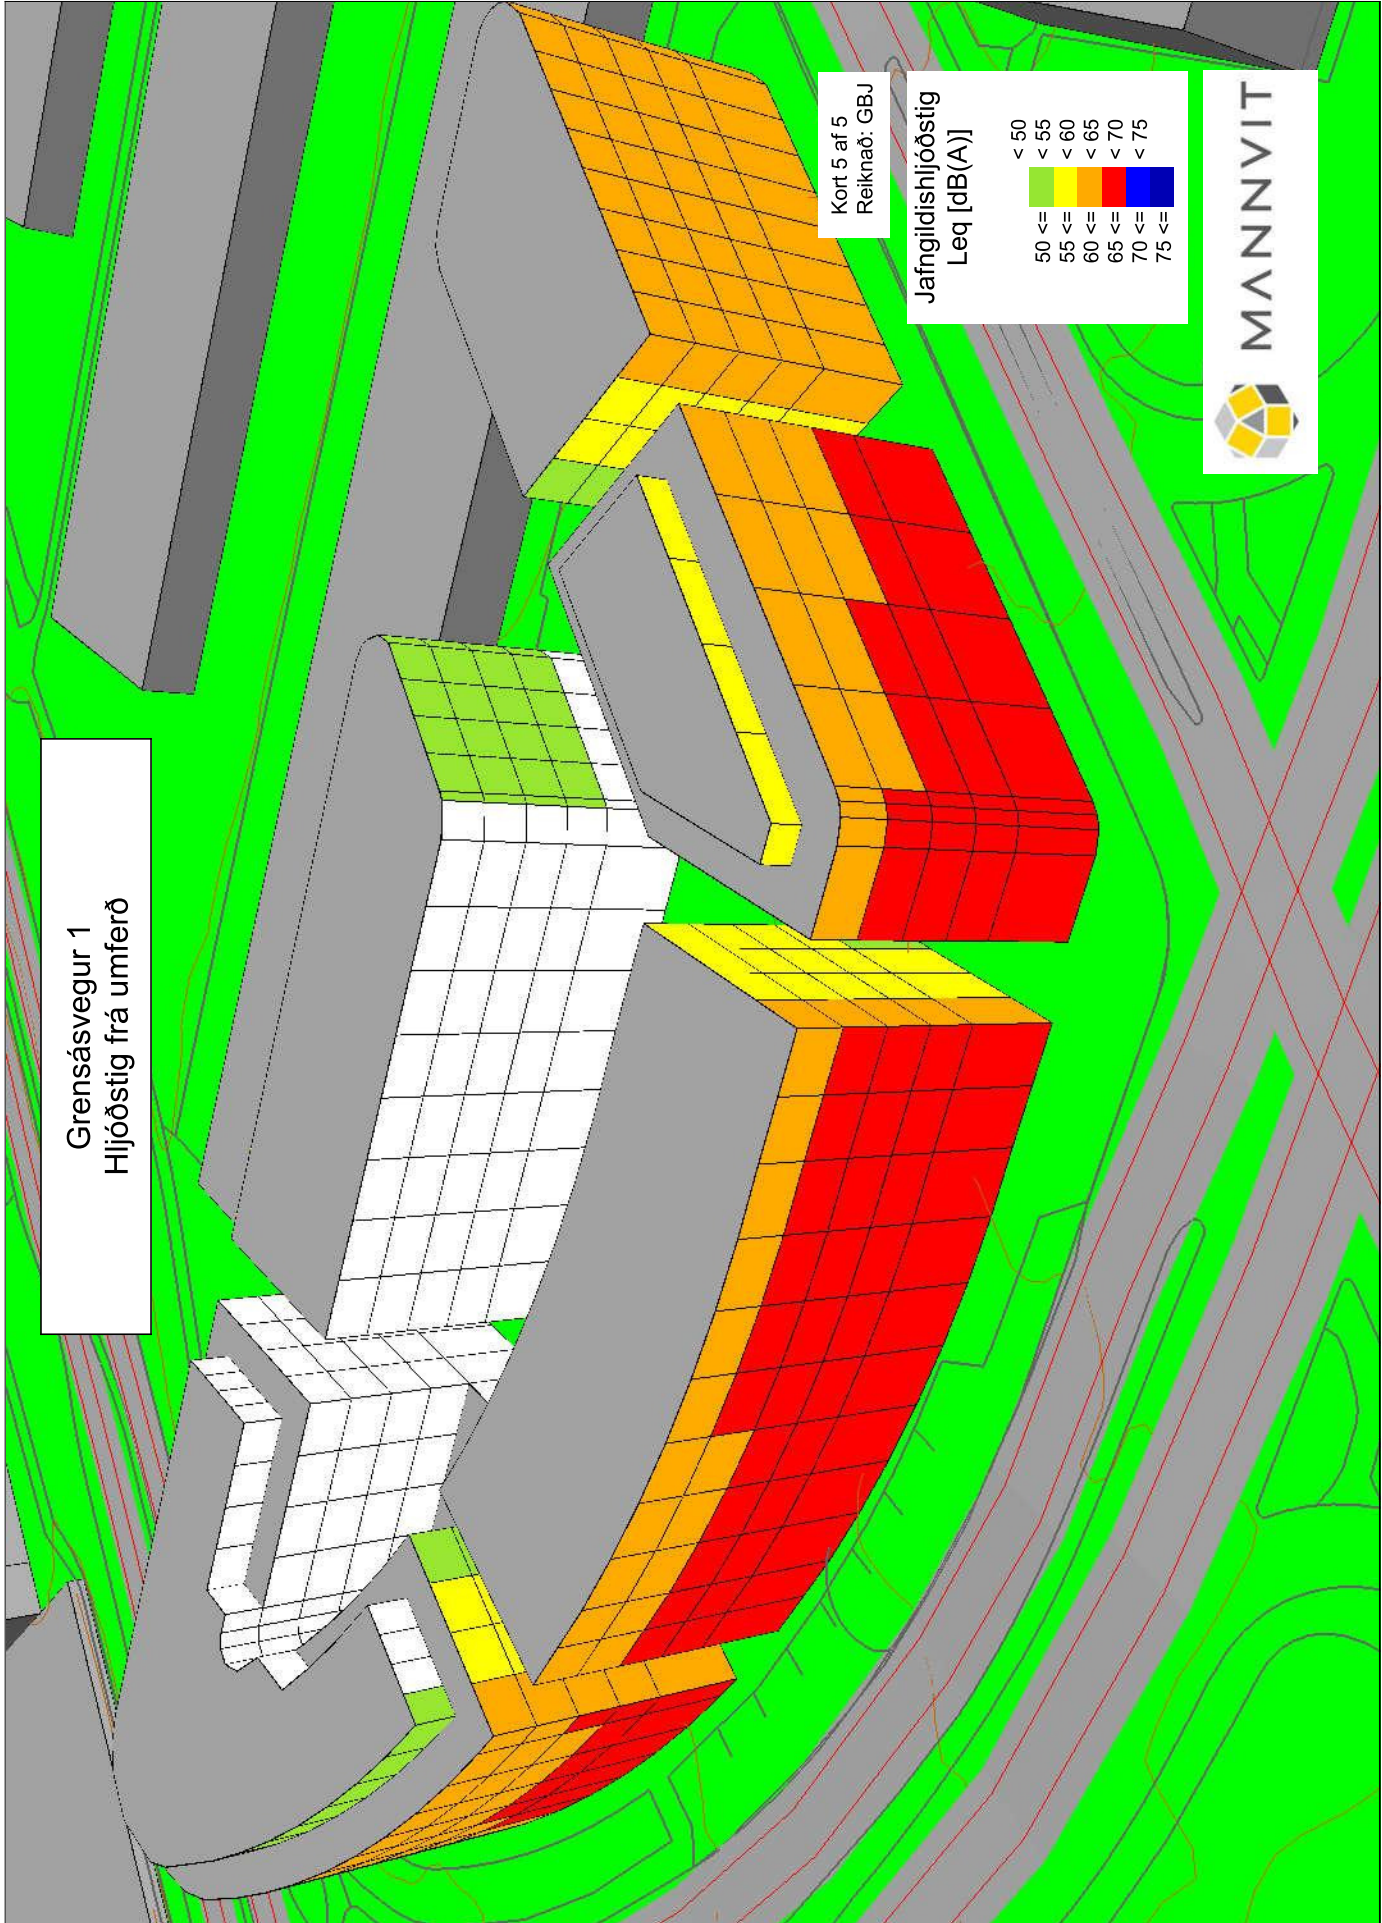 Grensásvegur 1
Hljóðstig frá umferð
Kort 5 af 5
Reiknað: GBJ
Jafngildishljóðstig
Leq [dB(A)]
< 50
50 <= < 55
55 <= < 60
60 <= < 65
65 <= < 70
70 <= < 75
75 <=
MANNVIT